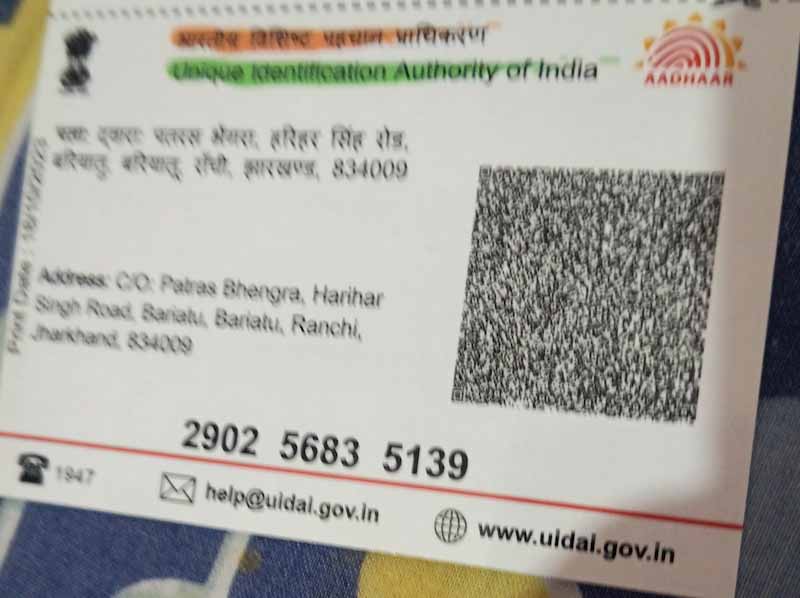 भारतीय विशिष्ट पहचान प्राधिकरण
Unique Identification Authority of India
AADHAAR
पता: द्वारा: पतरस भेंगरा, हरिहर सिंह रोड,
बरियातु, बरियातू, राँची, झारखण्ड, 834009
Print Date :
Address: C/O: Patras Bhengra, Harihar
Singh Road, Bariatu, Bariatu, Ranchi,
Jharkhand, 834009
2902 5683 5139
1947
help@uidai.gov.in
www.uidai.gov.in